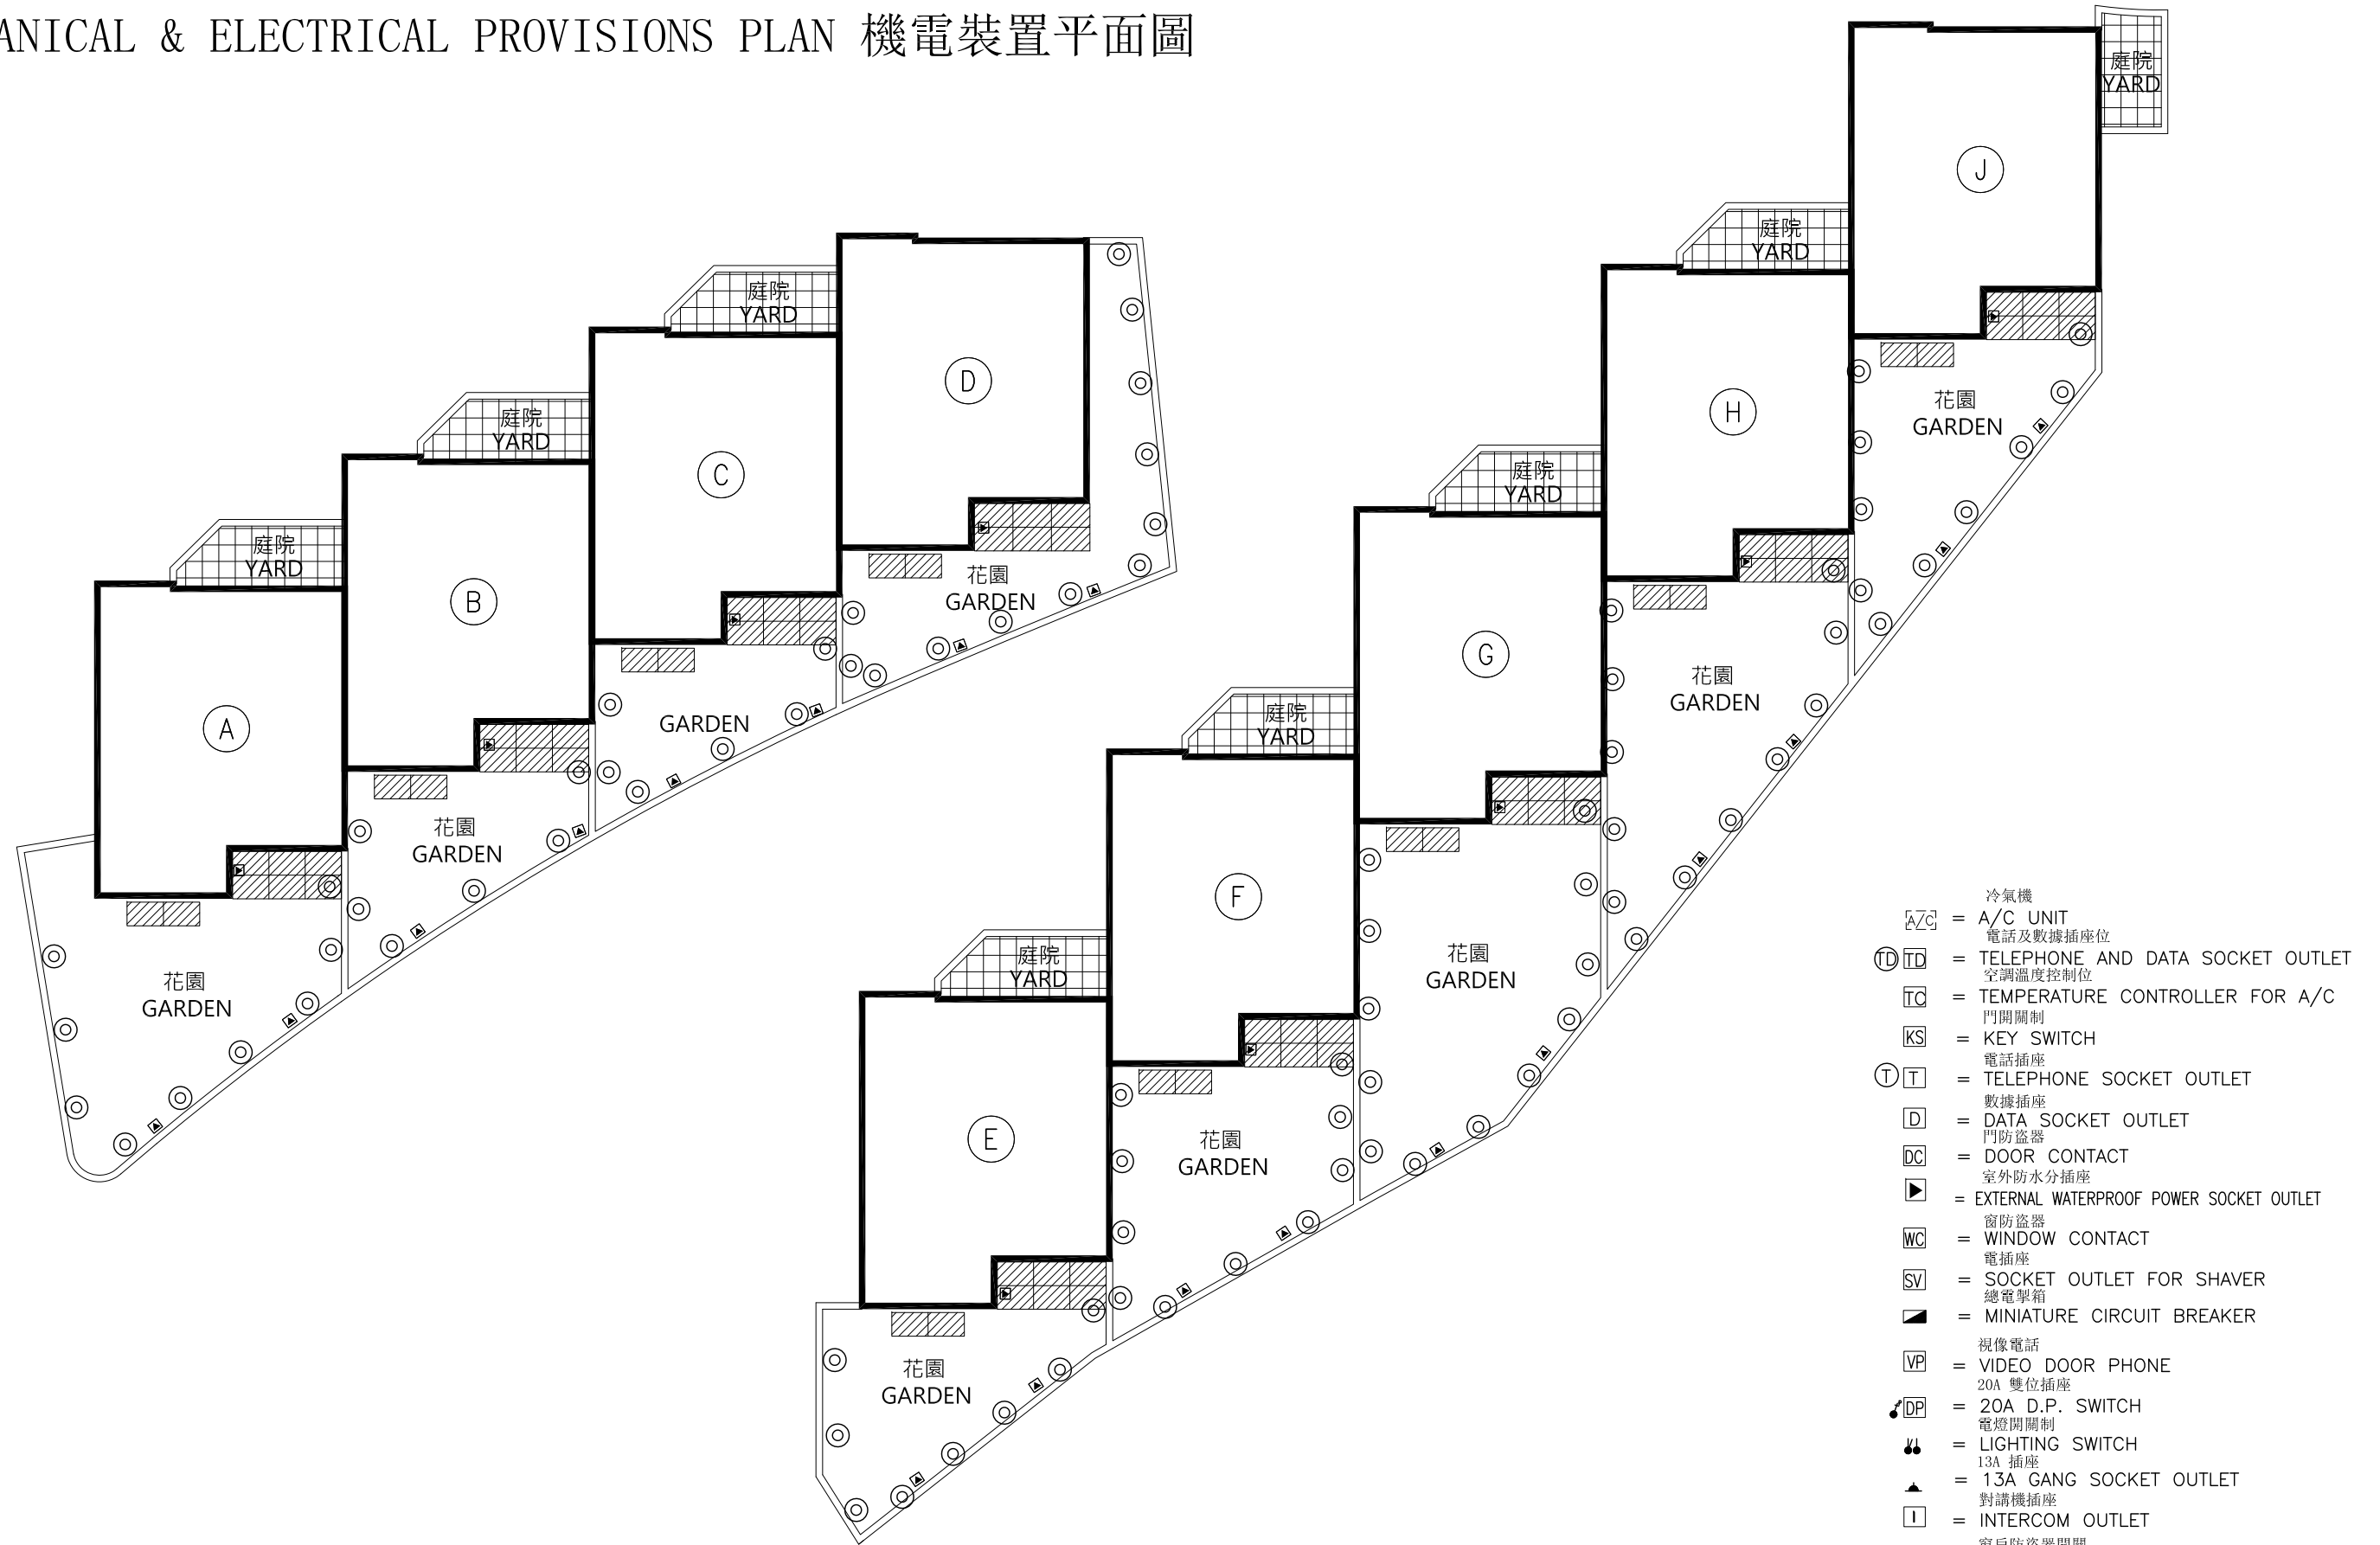 ANICAL & ELECTRICAL PROVISIONS PLAN 機電裝置平面圖
庭院
YARD
J
庭院
YARD
庭院
YARD
D
H
花園
GARDEN
庭院
YARD
C
庭院
YARD
花園
GARDEN
庭院
YARD
B
G
花園
GARDEN
GARDEN
庭院
YARD
A
花園
GARDEN
F
花園
GARDEN
庭院
YARD
花園
GARDEN
E
花園
GARDEN
花園
GARDEN
冷氣機
A/C = A/C UNIT
電話及數據插座位
TD TD = TELEPHONE AND DATA SOCKET OUTLET
空調溫度控制位
TC = TEMPERATURE CONTROLLER FOR A/C
門開關制
KS = KEY SWITCH
電話插座
T T = TELEPHONE SOCKET OUTLET
數據插座
D = DATA SOCKET OUTLET
門防盜器
DC = DOOR CONTACT
室外防水分插座
= EXTERNAL WATERPROOF POWER SOCKET OUTLET
窗防盜器
WC = WINDOW CONTACT
電插座
SV = SOCKET OUTLET FOR SHAVER
總電掣箱
= MINIATURE CIRCUIT BREAKER
視像電話
VP = VIDEO DOOR PHONE
20A 雙位插座
DP = 20A D.P. SWITCH
電燈開關制
= LIGHTING SWITCH
13A 插座
= 13A GANG SOCKET OUTLET
對講機插座
I = INTERCOM OUTLET